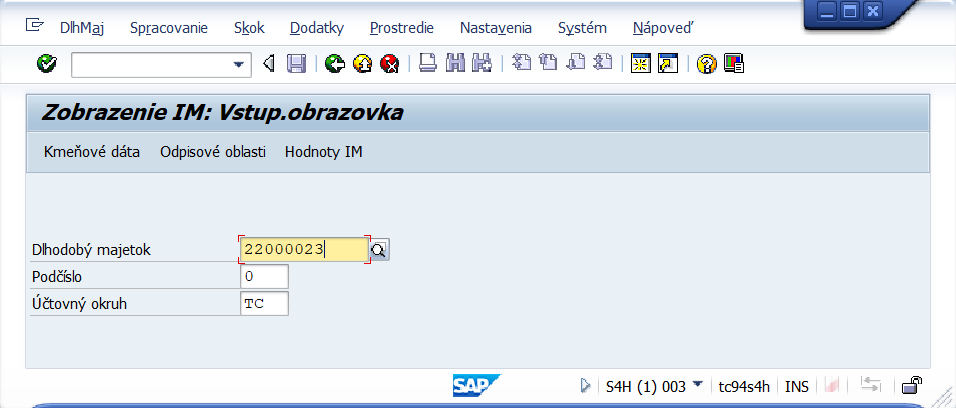 DlhMaj Spracovanie Skok Dodatky Prostredie Nastavenia Systém Nápoveď
Zobrazenie IM: Vstup.obrazovka
Kmeňové dáta Odpisové oblasti Hodnoty IM
Dlhodobý majetok 22000023
Podčíslo 0
Účtovný okruh TC
SAP S4H (1) 003 tc94s4h INS